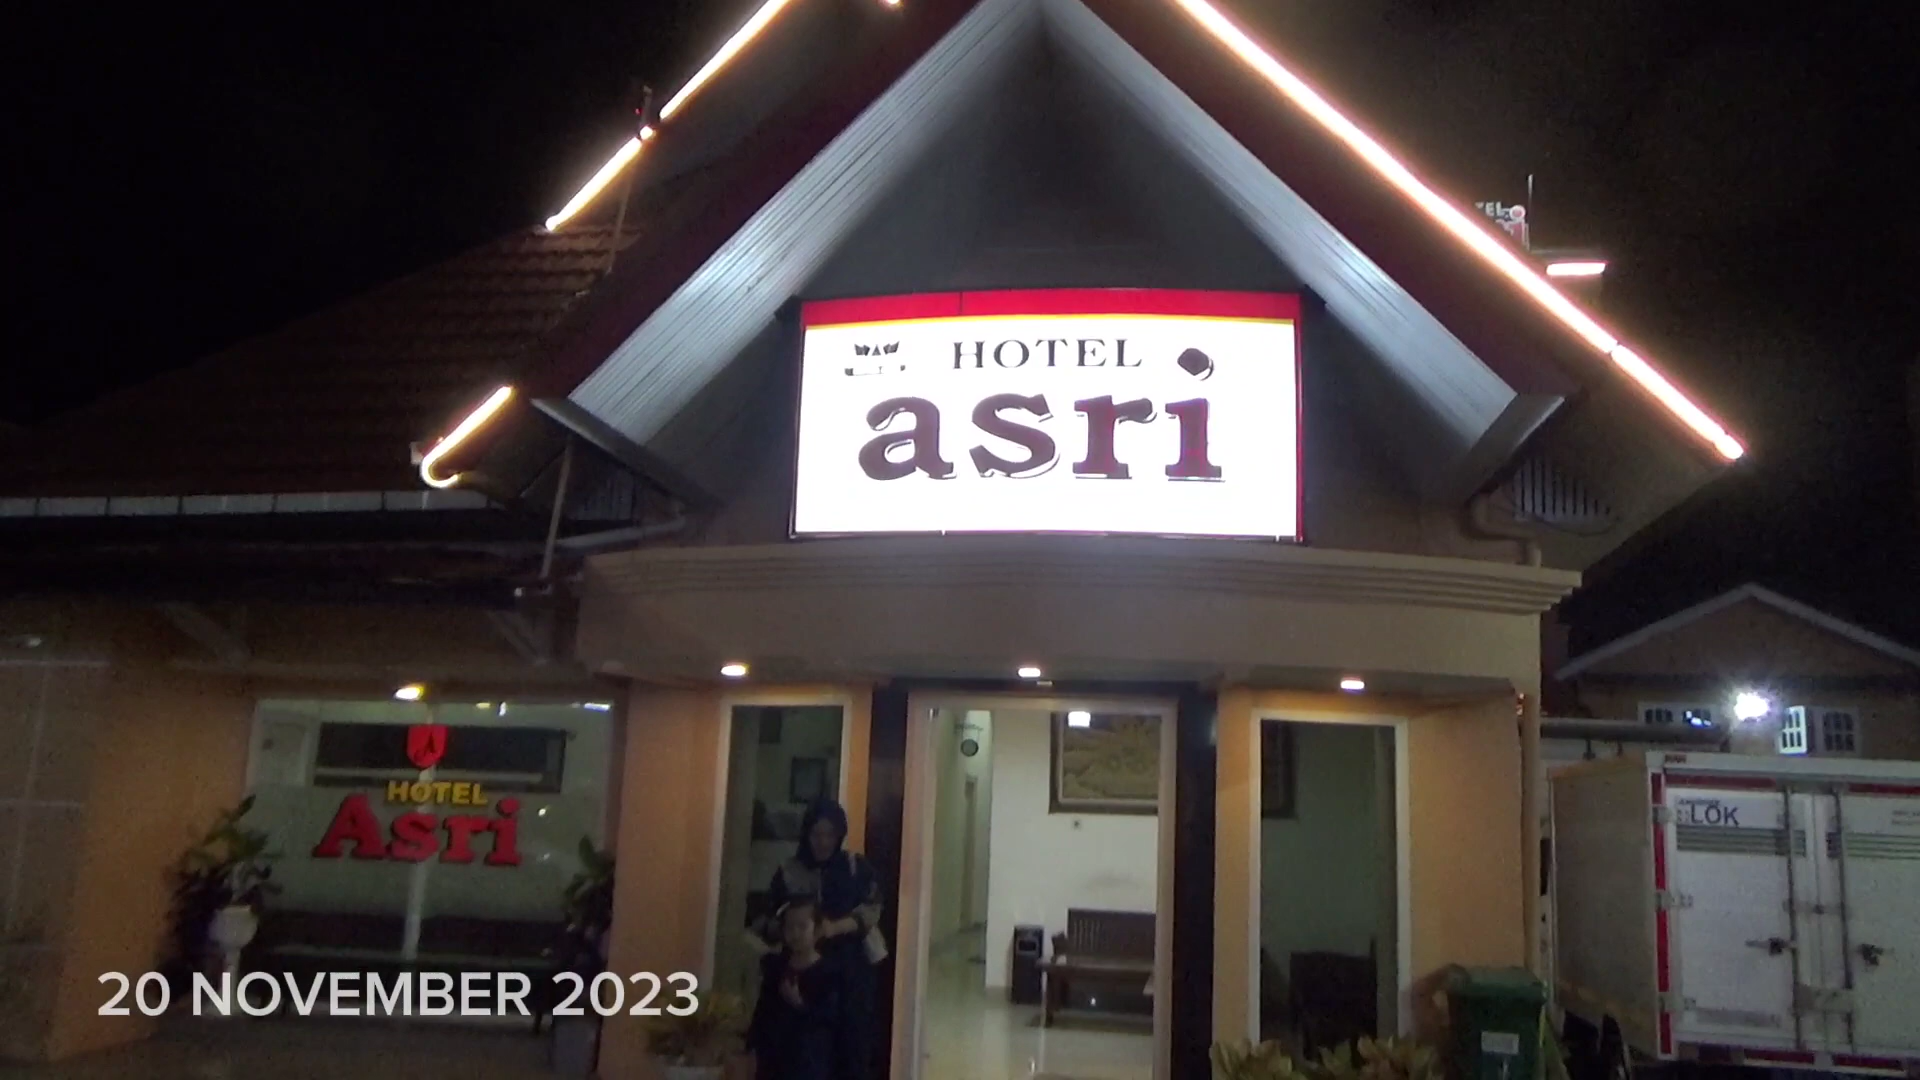 HOTEL
asri
HOTEL
Asri
LOK
20 NOVEMBER 2023